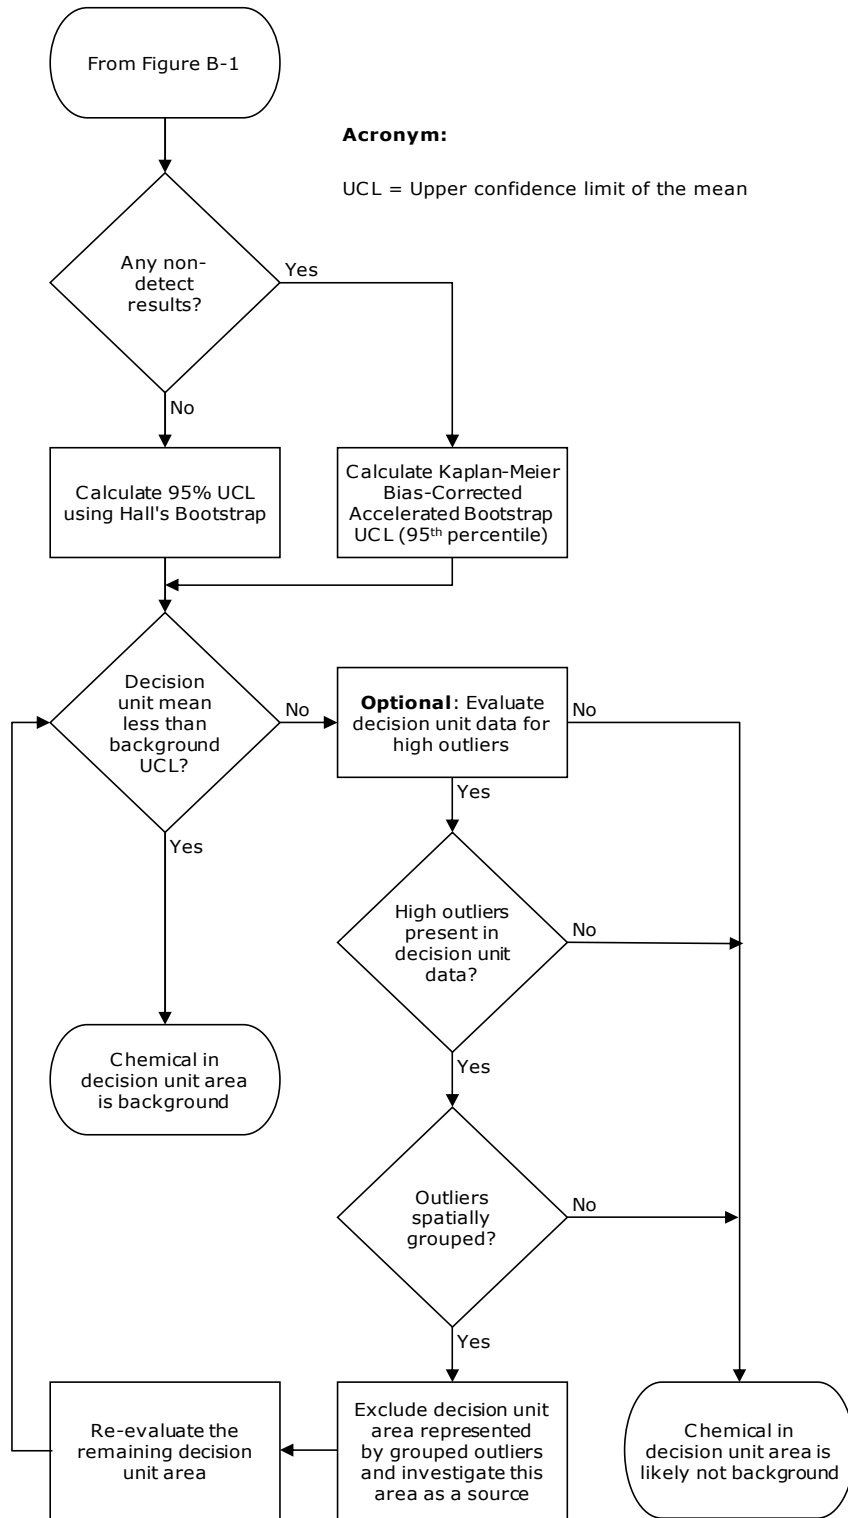 From Figure B-1
Acronym:
UCL = Upper confidence limit of the mean
Any non-
detect
results?
Yes
No
Calculate 95% UCL
using Hall's Bootstrap
Calculate Kaplan-Meier
Bias-Corrected
Accelerated Bootstrap
UCL (95th percentile)
Decision
unit mean
less than
background
UCL?
No
Optional: Evaluate
decision unit data for
high outliers
No
Yes
Yes
High outliers
present in
decision unit
data?
No
Yes
Chemical in
decision unit area
is background
Outliers
spatially
grouped?
No
Yes
Re-evaluate the
remaining decision
unit area
Exclude decision unit
area represented
by grouped outliers
and investigate this
area as a source
Chemical in
decision unit area is
likely not background